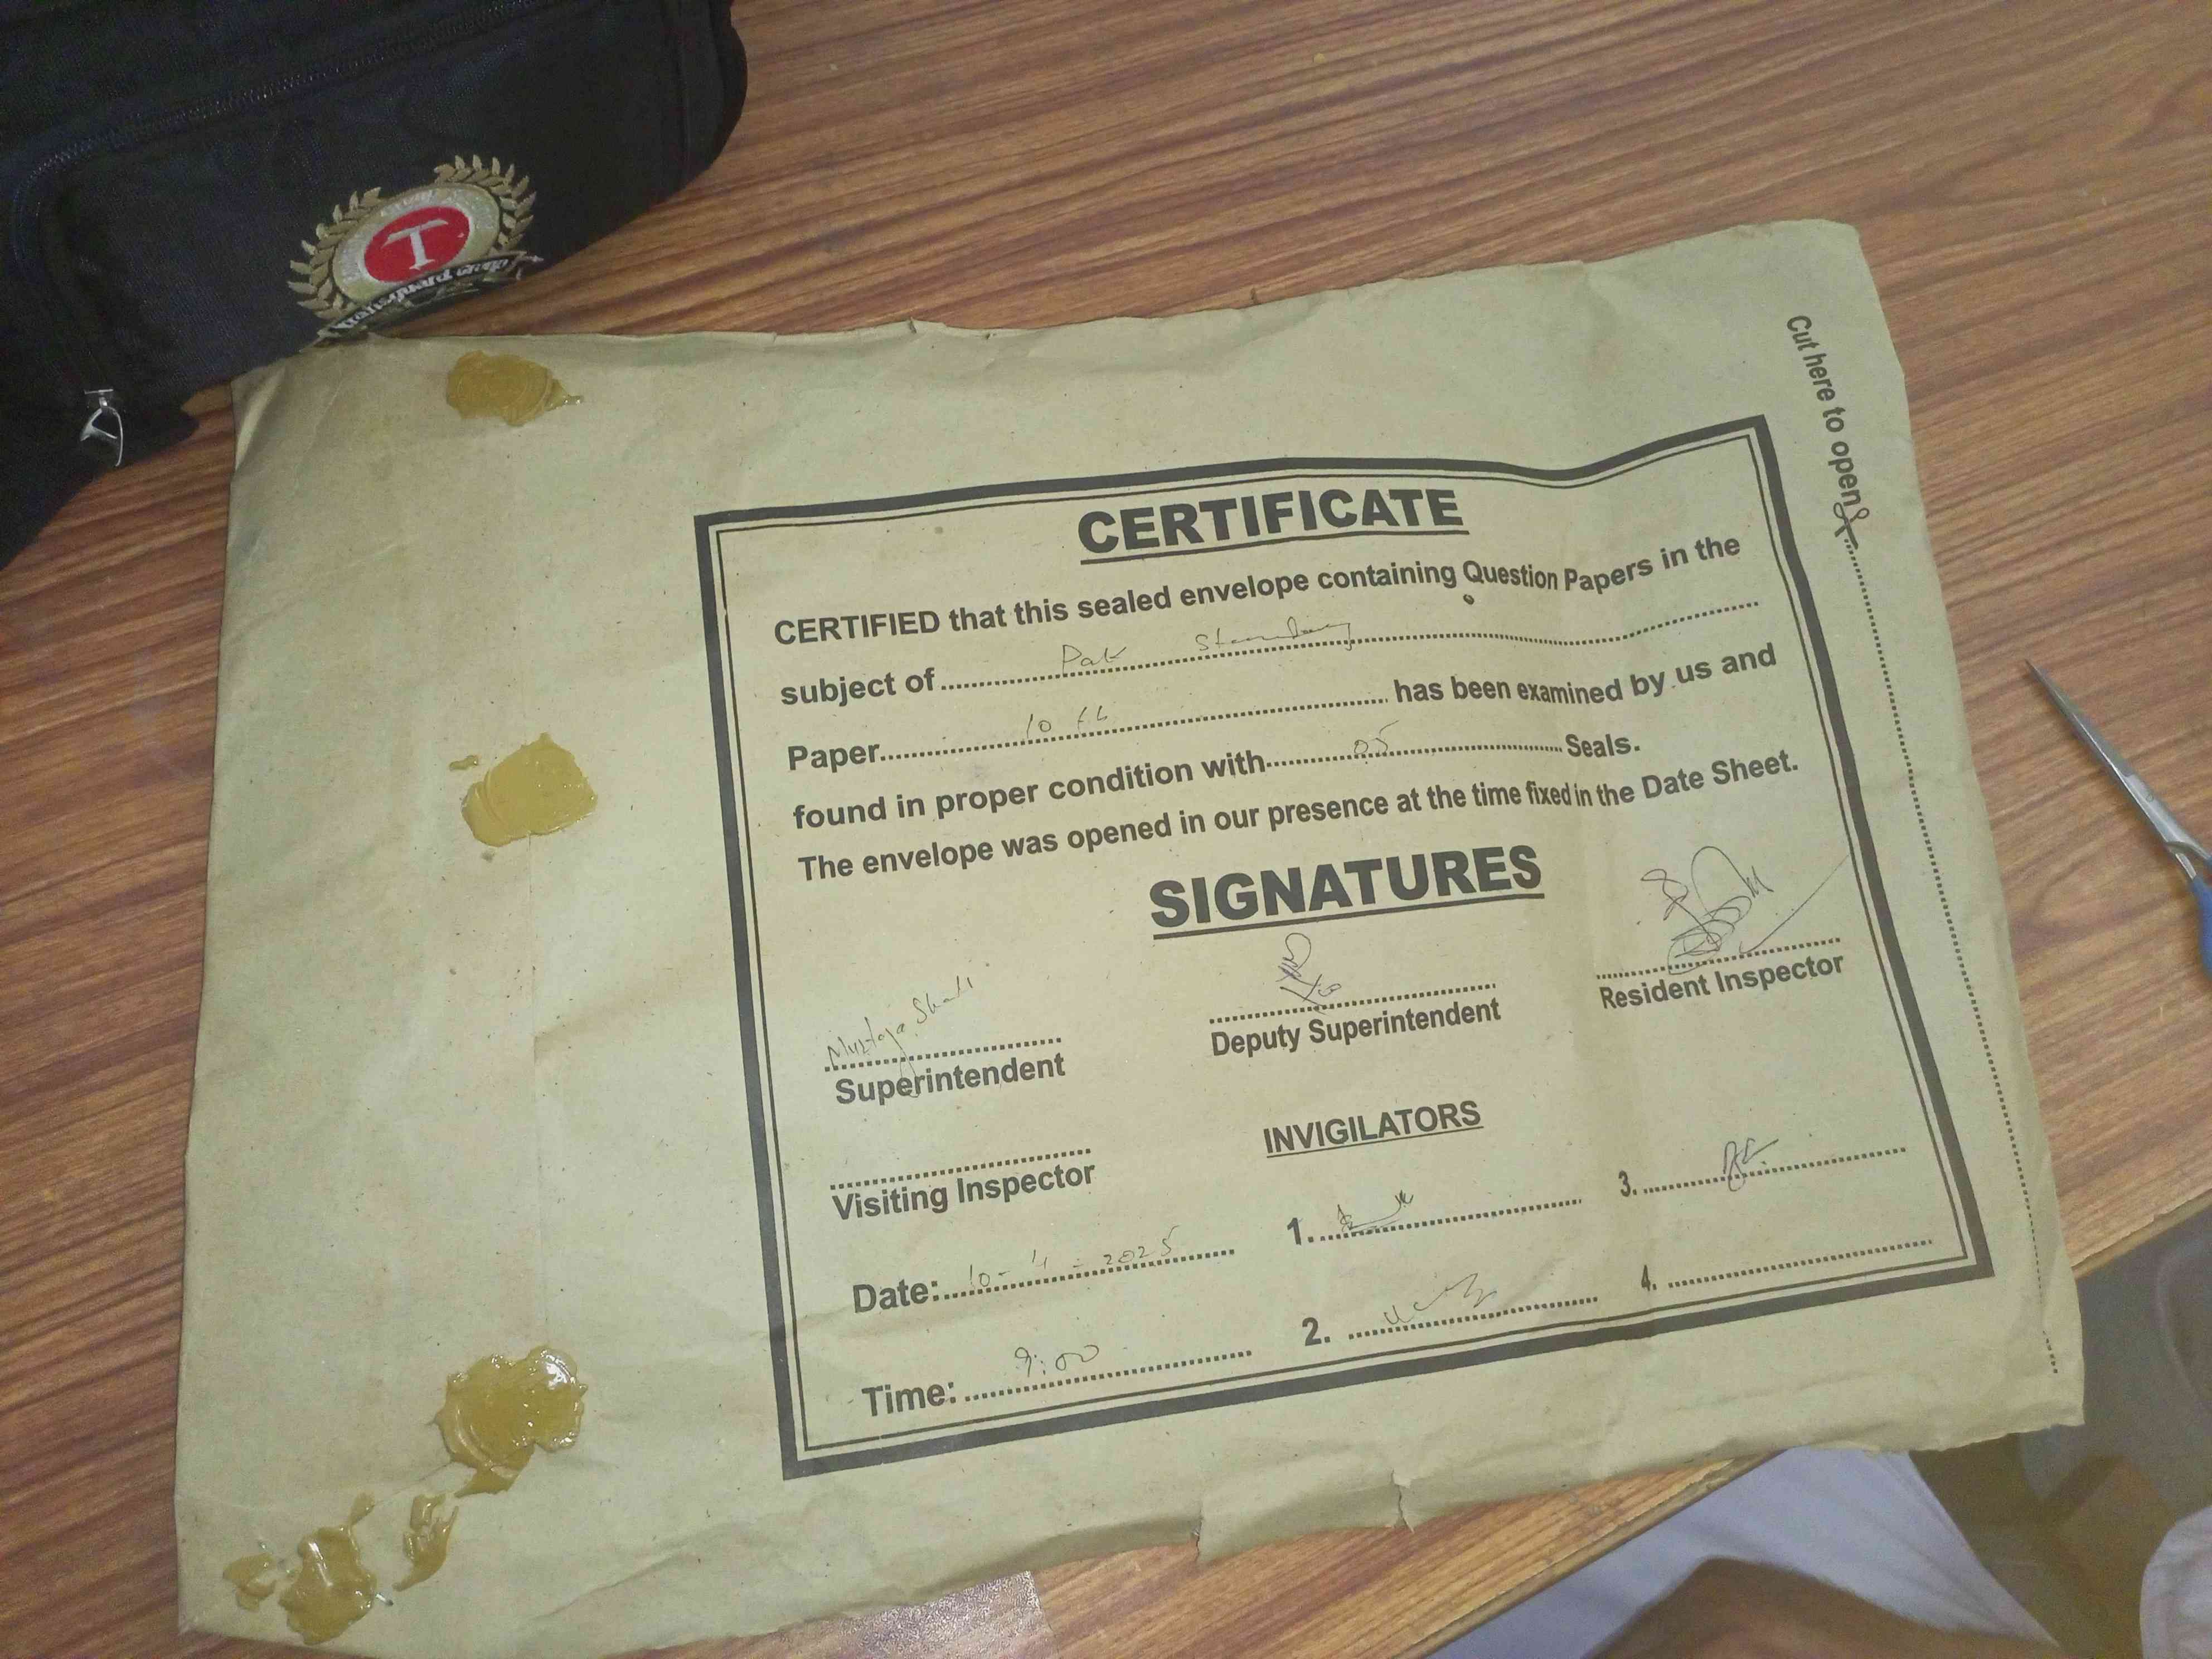 Transguard Group
T
Cut here to open
CERTIFICATE
CERTIFIED that this sealed envelope containing Question Papers in the
subject of Pak
Paper 10 has been examined by us and
found in proper condition with 05 Seals.
The envelope was opened in our presence at the time fixed in the Date Sheet.
SIGNATURES
Superintendent
Deputy Superintendent
Resident Inspector
Visiting Inspector
INVIGILATORS
1.
3.
Date: 10-4-2025
2.
4.
Time: 9:00